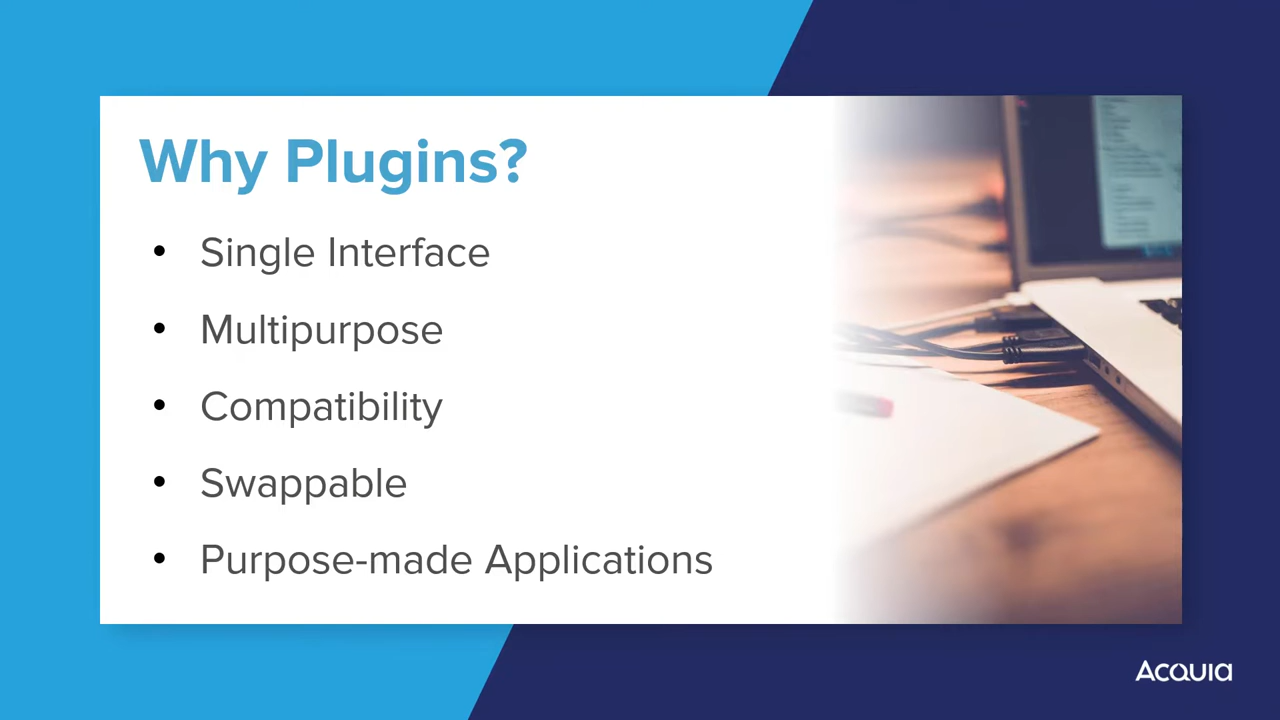 Why Plugins?
• Single Interface
• Multipurpose
• Compatibility
• Swappable
• Purpose-made Applications
Acquia